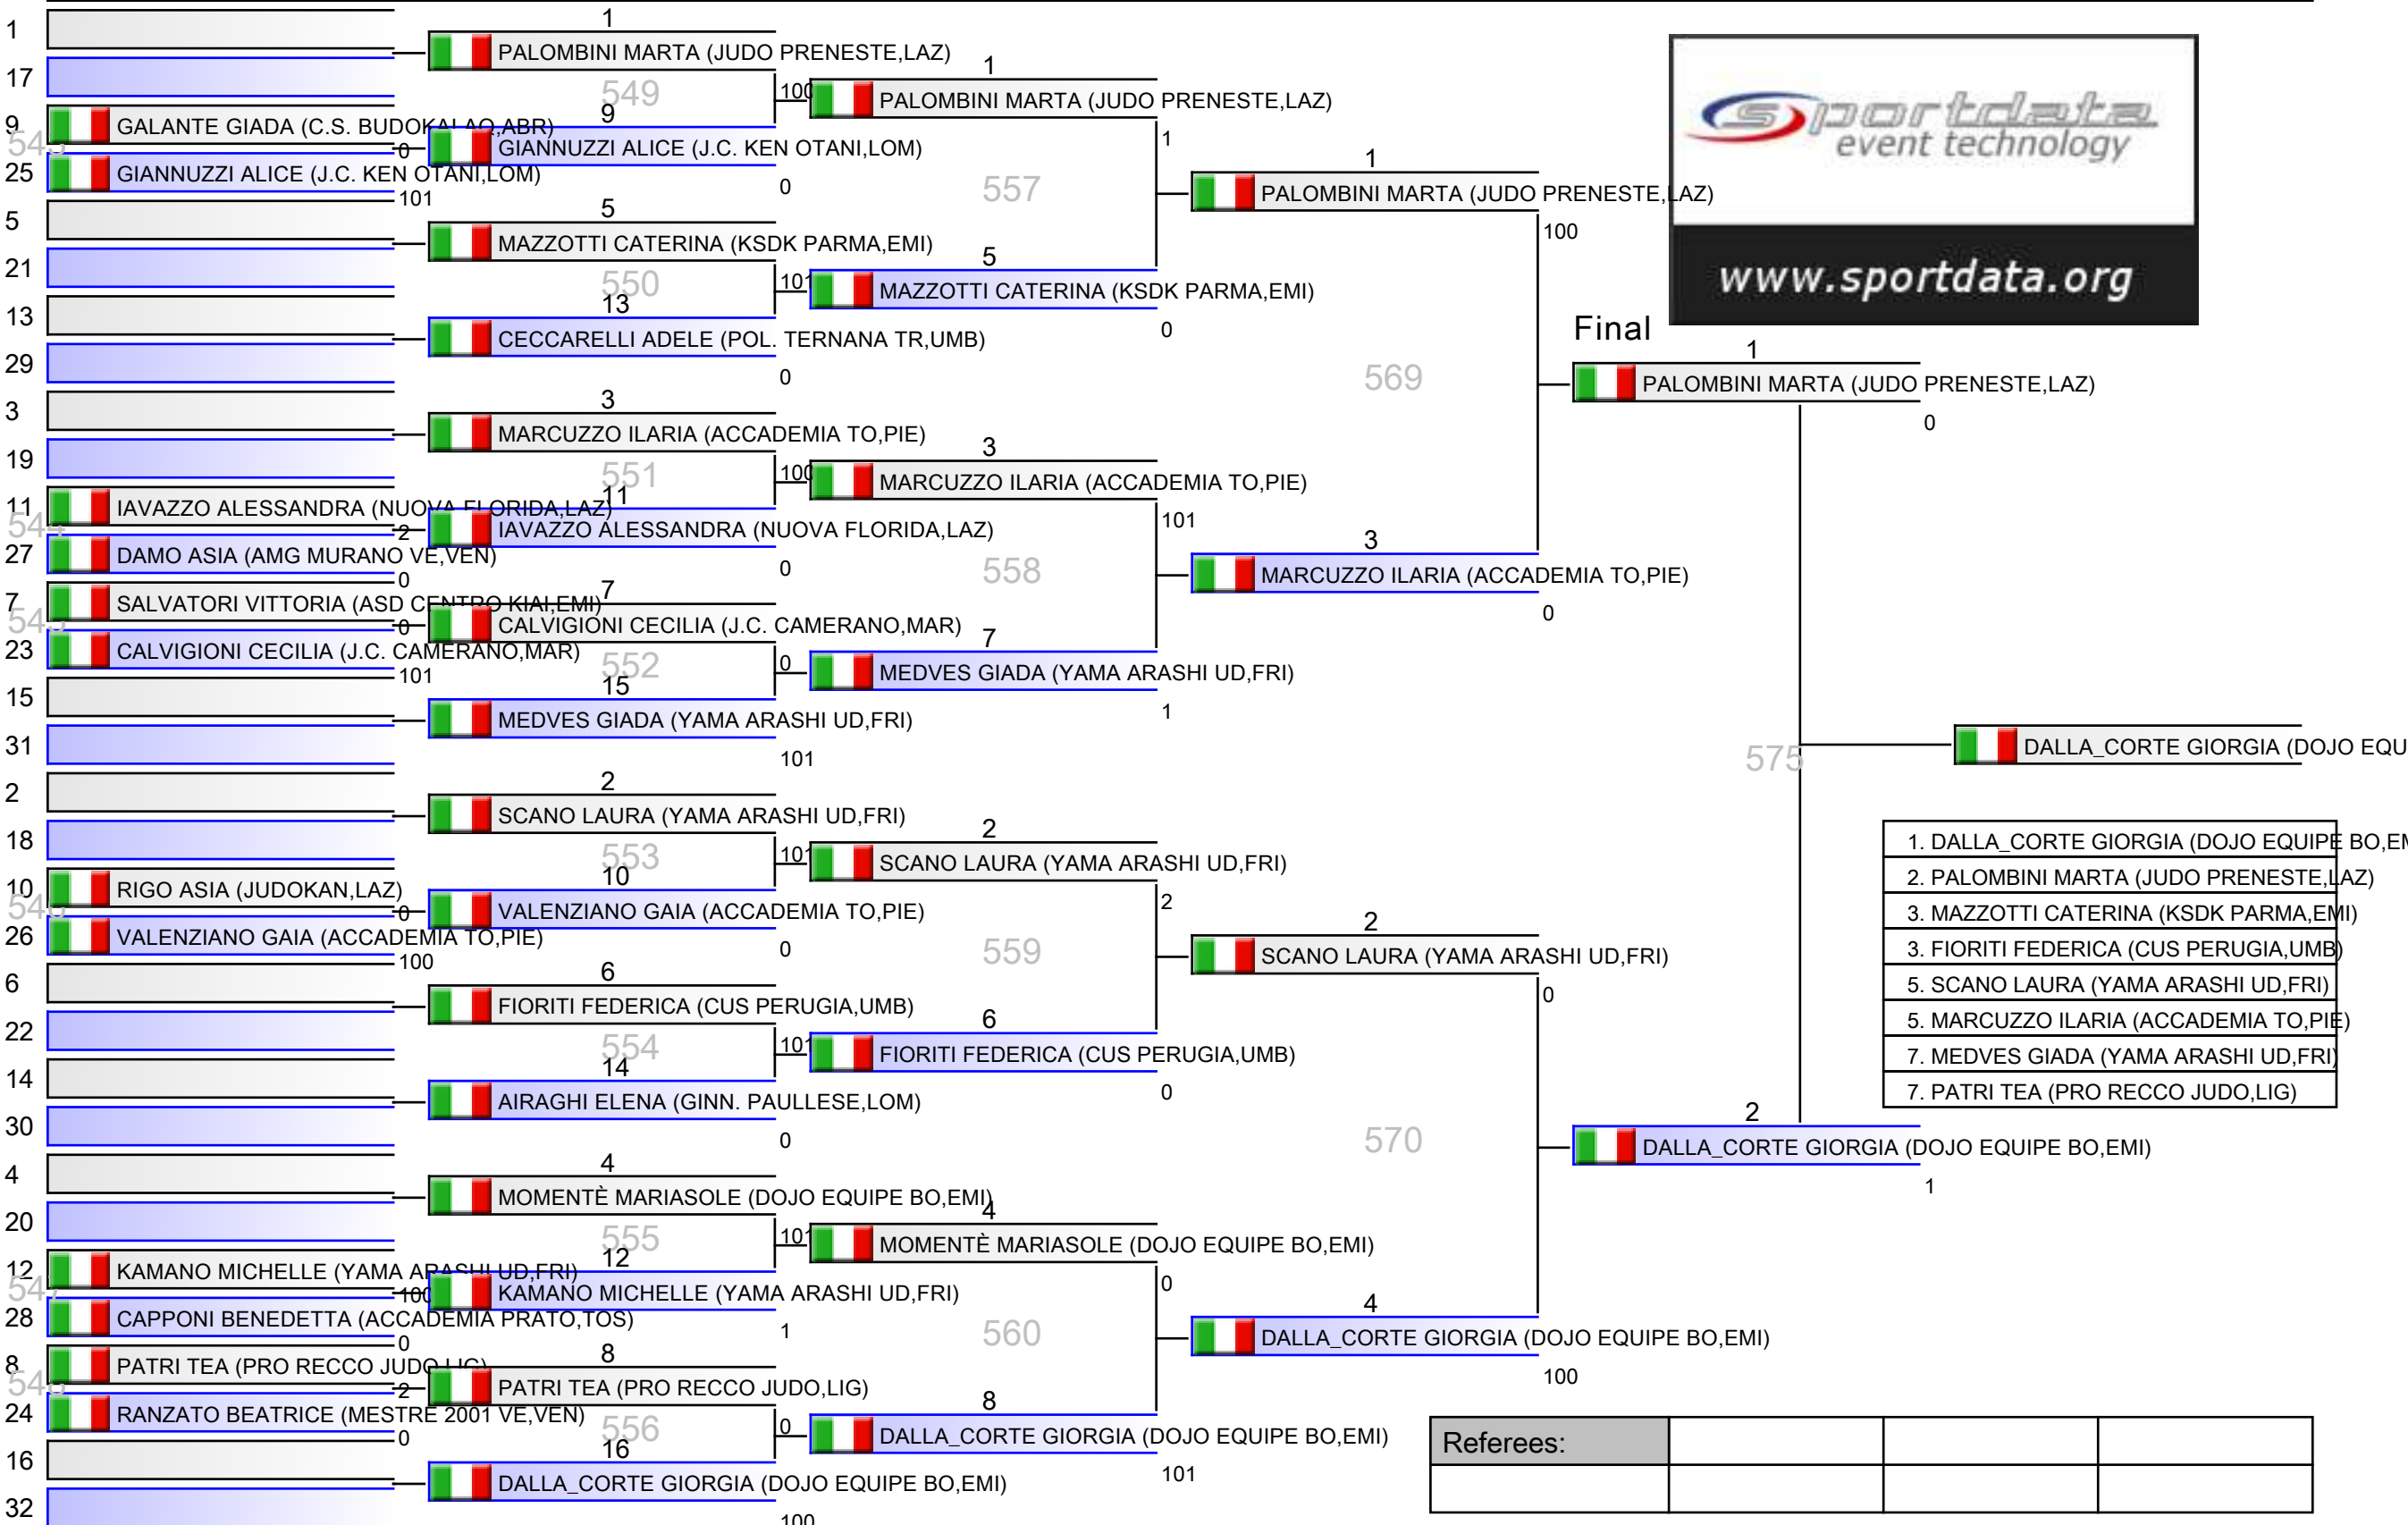 1
17
9
GALANTE GIADA (C.S. BUDOKAI AQ,ABR)
0
25
GIANNUZZI ALICE (J.C. KEN OTANI,LOM)
101
5
21
13
29
3
19
11
IAVAZZO ALESSANDRA (NUOVA FLORIDA,LAZ)
544
2
27
DAMO ASIA (AMG MURANO VE,VEN)
0
7
SALVATORI VITTORIA (ASD CENTRO KIAI,EMI)
0
23
CALVIGIONI CECILIA (J.C. CAMERANO,MAR)
101
15
31
2
18
10
RIGO ASIA (JUDOKAN,LAZ)
0
26
VALENZIANO GAIA (ACCADEMIA TO,PIE)
100
6
22
14
30
4
20
12
KAMANO MICHELLE (YAMA ARASHI UD,FRI)
100
28
CAPPONI BENEDETTA (ACCADEMIA PRATO,TOS)
0
8
PATRI TEA (PRO RECCO JUDO,LIG)
2
24
RANZATO BEATRICE (MESTRE 2001 VE,VEN)
0
16
32
1
PALOMBINI MARTA (JUDO PRENESTE,LAZ)
549
100
9
GIANNUZZI ALICE (J.C. KEN OTANI,LOM)
0
5
MAZZOTTI CATERINA (KSDK PARMA,EMI)
550
101
13
CECCARELLI ADELE (POL. TERNANA TR,UMB)
0
3
MARCUZZO ILARIA (ACCADEMIA TO,PIE)
551
100
11
IAVAZZO ALESSANDRA (NUOVA FLORIDA,LAZ)
0
7
CALVIGIONI CECILIA (J.C. CAMERANO,MAR)
552
0
15
MEDVES GIADA (YAMA ARASHI UD,FRI)
101
2
SCANO LAURA (YAMA ARASHI UD,FRI)
553
101
10
VALENZIANO GAIA (ACCADEMIA TO,PIE)
0
6
FIORITI FEDERICA (CUS PERUGIA,UMB)
554
101
14
AIRAGHI ELENA (GINN. PAULLESE,LOM)
0
4
MOMENTÈ MARIASOLE (DOJO EQUIPE BO,EMI)
555
101
12
KAMANO MICHELLE (YAMA ARASHI UD,FRI)
1
8
PATRI TEA (PRO RECCO JUDO,LIG)
556
0
16
DALLA_CORTE GIORGIA (DOJO EQUIPE BO,EMI)
100
1
PALOMBINI MARTA (JUDO PRENESTE,LAZ)
1
557
5
MAZZOTTI CATERINA (KSDK PARMA,EMI)
0
3
MARCUZZO ILARIA (ACCADEMIA TO,PIE)
101
558
7
MEDVES GIADA (YAMA ARASHI UD,FRI)
1
2
SCANO LAURA (YAMA ARASHI UD,FRI)
2
559
6
FIORITI FEDERICA (CUS PERUGIA,UMB)
0
4
MOMENTÈ MARIASOLE (DOJO EQUIPE BO,EMI)
0
560
8
DALLA_CORTE GIORGIA (DOJO EQUIPE BO,EMI)
101
1
PALOMBINI MARTA (JUDO PRENESTE,LAZ)
100
569
3
MARCUZZO ILARIA (ACCADEMIA TO,PIE)
0
2
SCANO LAURA (YAMA ARASHI UD,FRI)
0
570
4
DALLA_CORTE GIORGIA (DOJO EQUIPE BO,EMI)
100
sportdata
event technology
www.sportdata.org
Final
1
PALOMBINI MARTA (JUDO PRENESTE,LAZ)
0
575
2
DALLA_CORTE GIORGIA (DOJO EQUIPE BO,EMI)
1
DALLA_CORTE GIORGIA (DOJO EQU
1. DALLA_CORTE GIORGIA (DOJO EQUIPE BO,EM
2. PALOMBINI MARTA (JUDO PRENESTE,LAZ)
3. MAZZOTTI CATERINA (KSDK PARMA,EMI)
3. FIORITI FEDERICA (CUS PERUGIA,UMB)
5. SCANO LAURA (YAMA ARASHI UD,FRI)
5. MARCUZZO ILARIA (ACCADEMIA TO,PIE)
7. MEDVES GIADA (YAMA ARASHI UD,FRI)
7. PATRI TEA (PRO RECCO JUDO,LIG)
Referees: